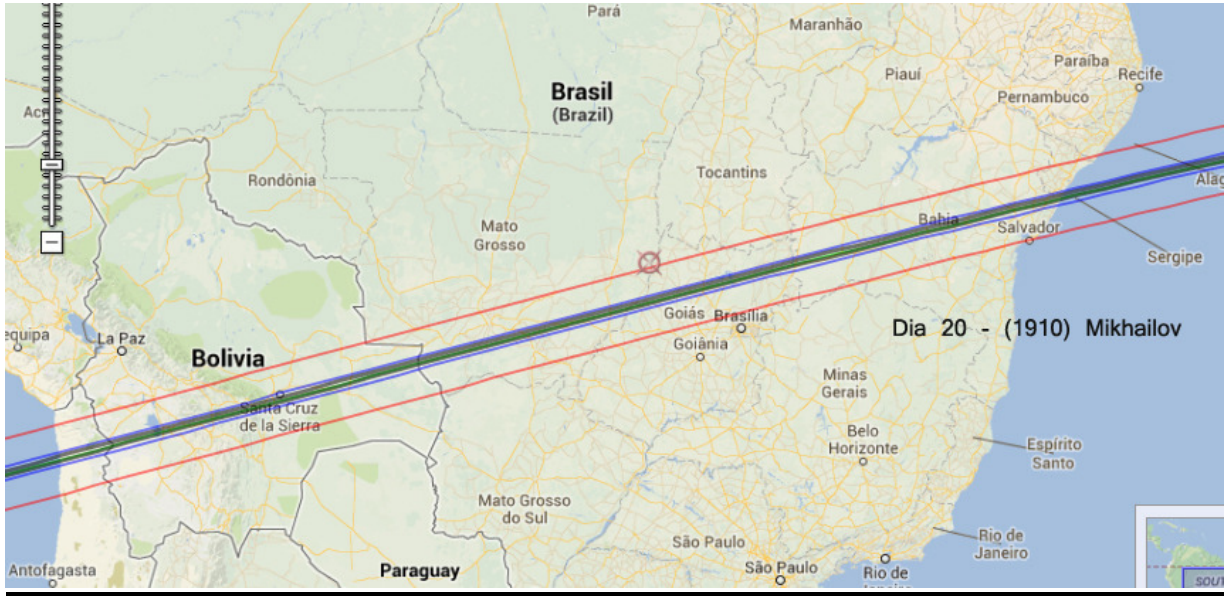 Pará
Maranhão
Brasil
(Brazil)
Piauí
Paraíba
Recife
Pernambuco
Tocantins
Rondônia
Mato
Grosso
Bahia
Salvador
Sergipe
Goiás
Brasília
Goiânia
Dia 20 - (1910) Mikhailov
La Paz
Bolivia
Santa Cruz
de la Sierra
Minas
Gerais
Belo
Horizonte
Espírito
Santo
Mato Grosso
do Sul
São Paulo
Rio de
Janeiro
São Paulo
Rio de
Paraguay
Antofagasta